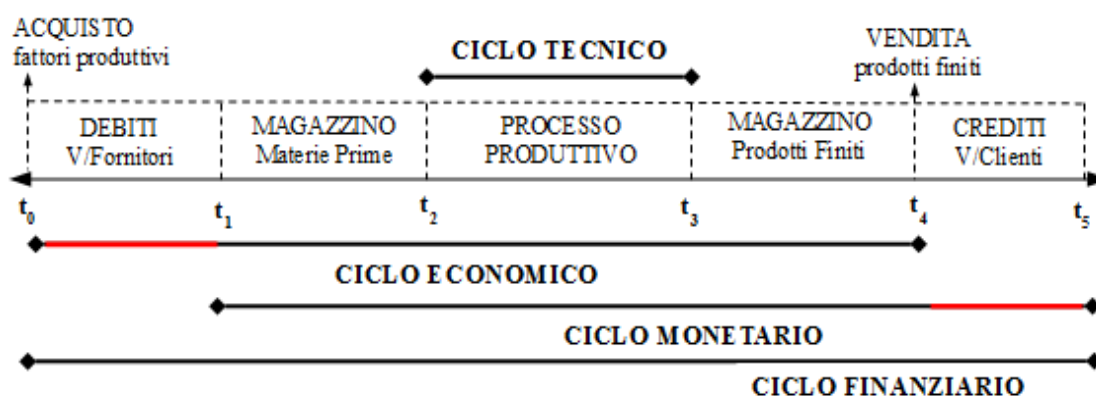 ACQUISTO
fattori produttivi
CICLO TECNICO
VENDITA
prodotti finiti
DEBITI
V/Fornitori
MAGAZZINO
Materie Prime
PROCESSO
PRODUTTIVO
MAGAZZINO
Prodotti Finiti
CREDITI
V/Clienti
t0
t1
t2
t3
t4
t5
CICLO ECONOMICO
CICLO MONETARIO
CICLO FINANZIARIO